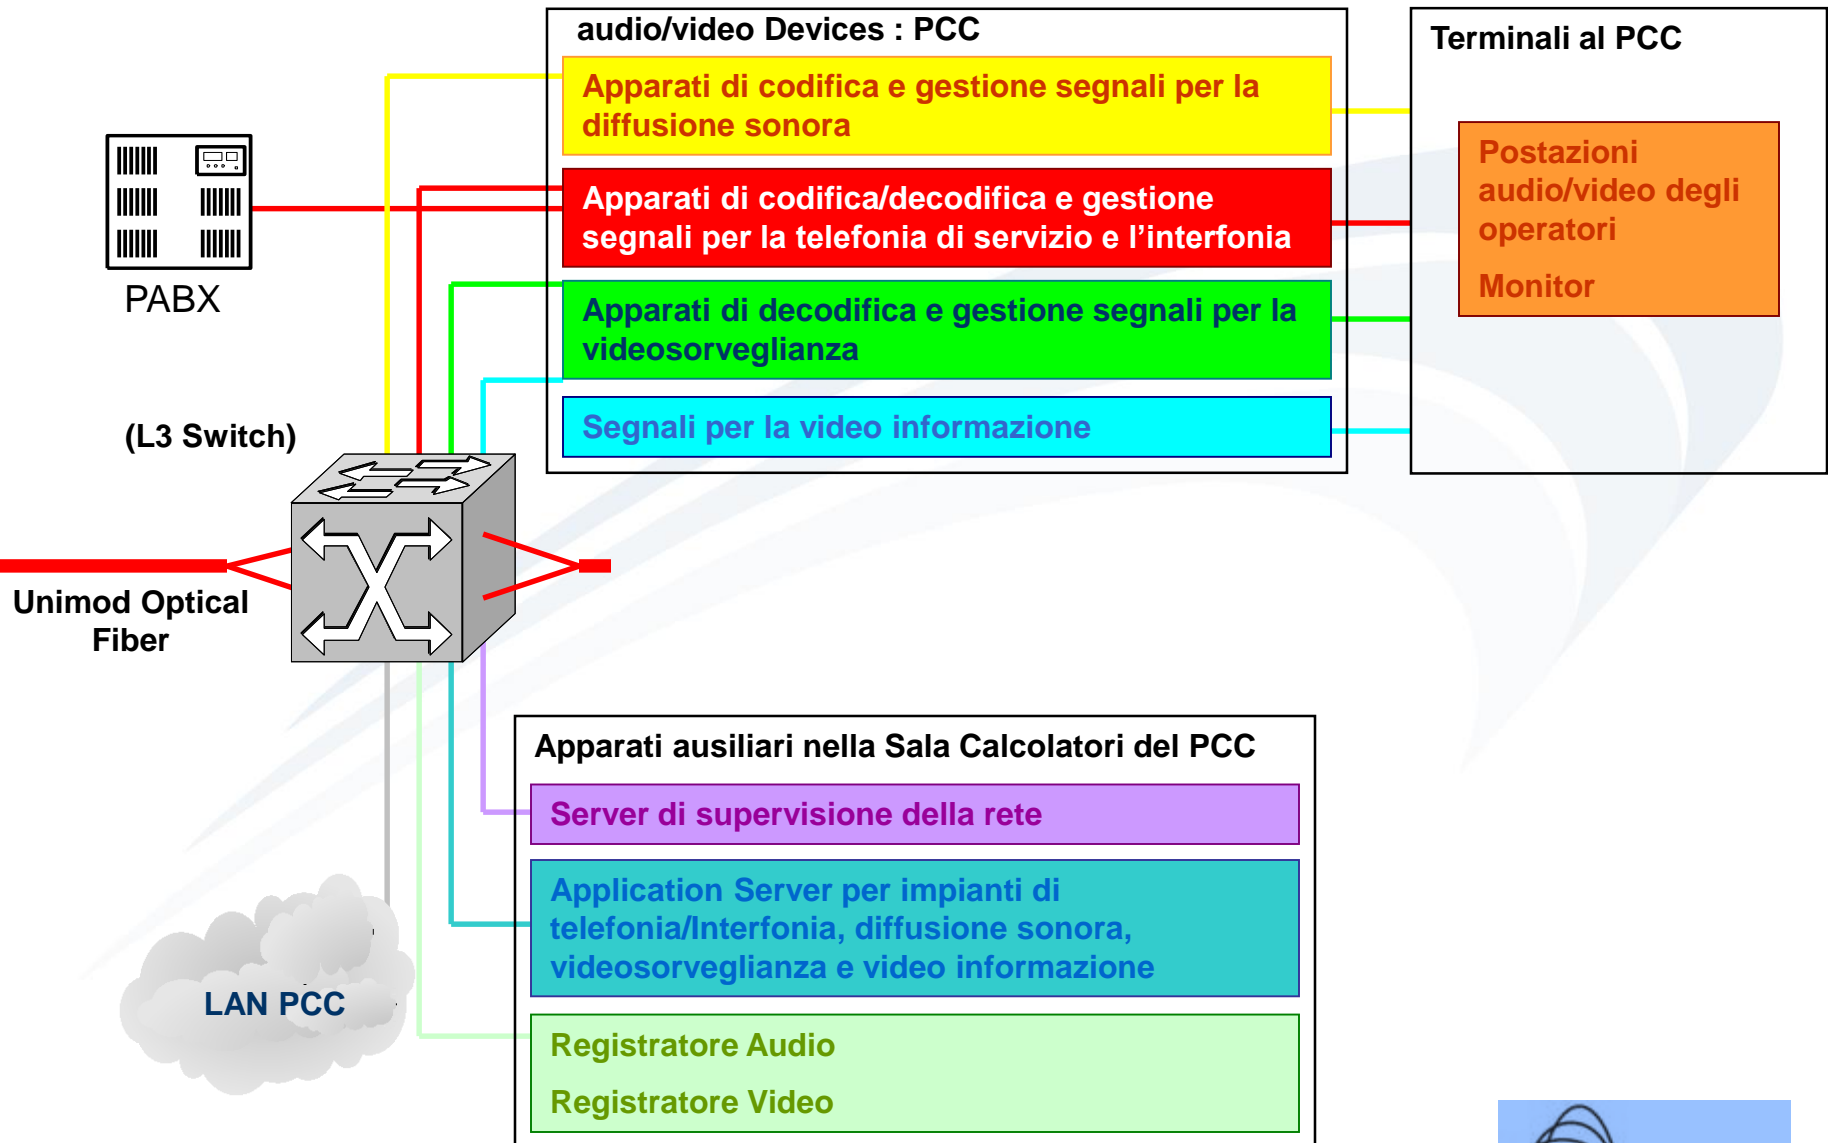 audio/video Devices : PCC
Apparati di codifica e gestione segnali per la
diffusione sonora
Apparati di codifica/decodifica e gestione
segnali per la telefonia di servizio e l’interfonia
Apparati di decodifica e gestione segnali per la
videosorveglianza
Segnali per la video informazione
Terminali al PCC
Postazioni
audio/video degli
operatori
Monitor
PABX
(L3 Switch)
Unimod Optical
Fiber
Apparati ausiliari nella Sala Calcolatori del PCC
Server di supervisione della rete
Application Server per impianti di
telefonia/Interfonia, diffusione sonora,
videosorveglianza e video informazione
Registratore Audio
Registratore Video
LAN PCC